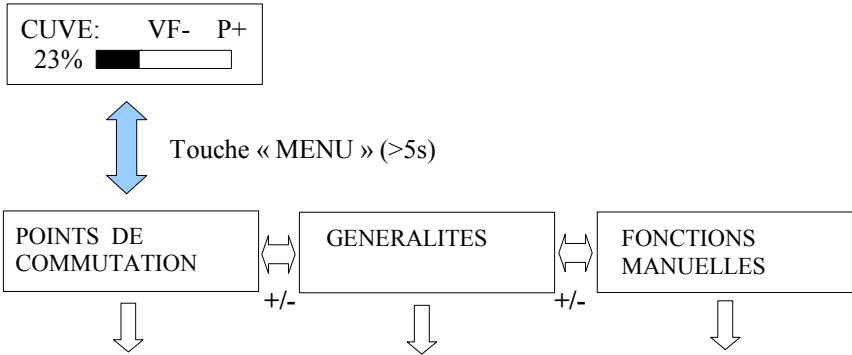 CUVE: VF- P+
23%
Touche « MENU » (>5s)
POINTS DE
COMMUTATION
GENERALITES
FONCTIONS
MANUELLES
+/-
+/-